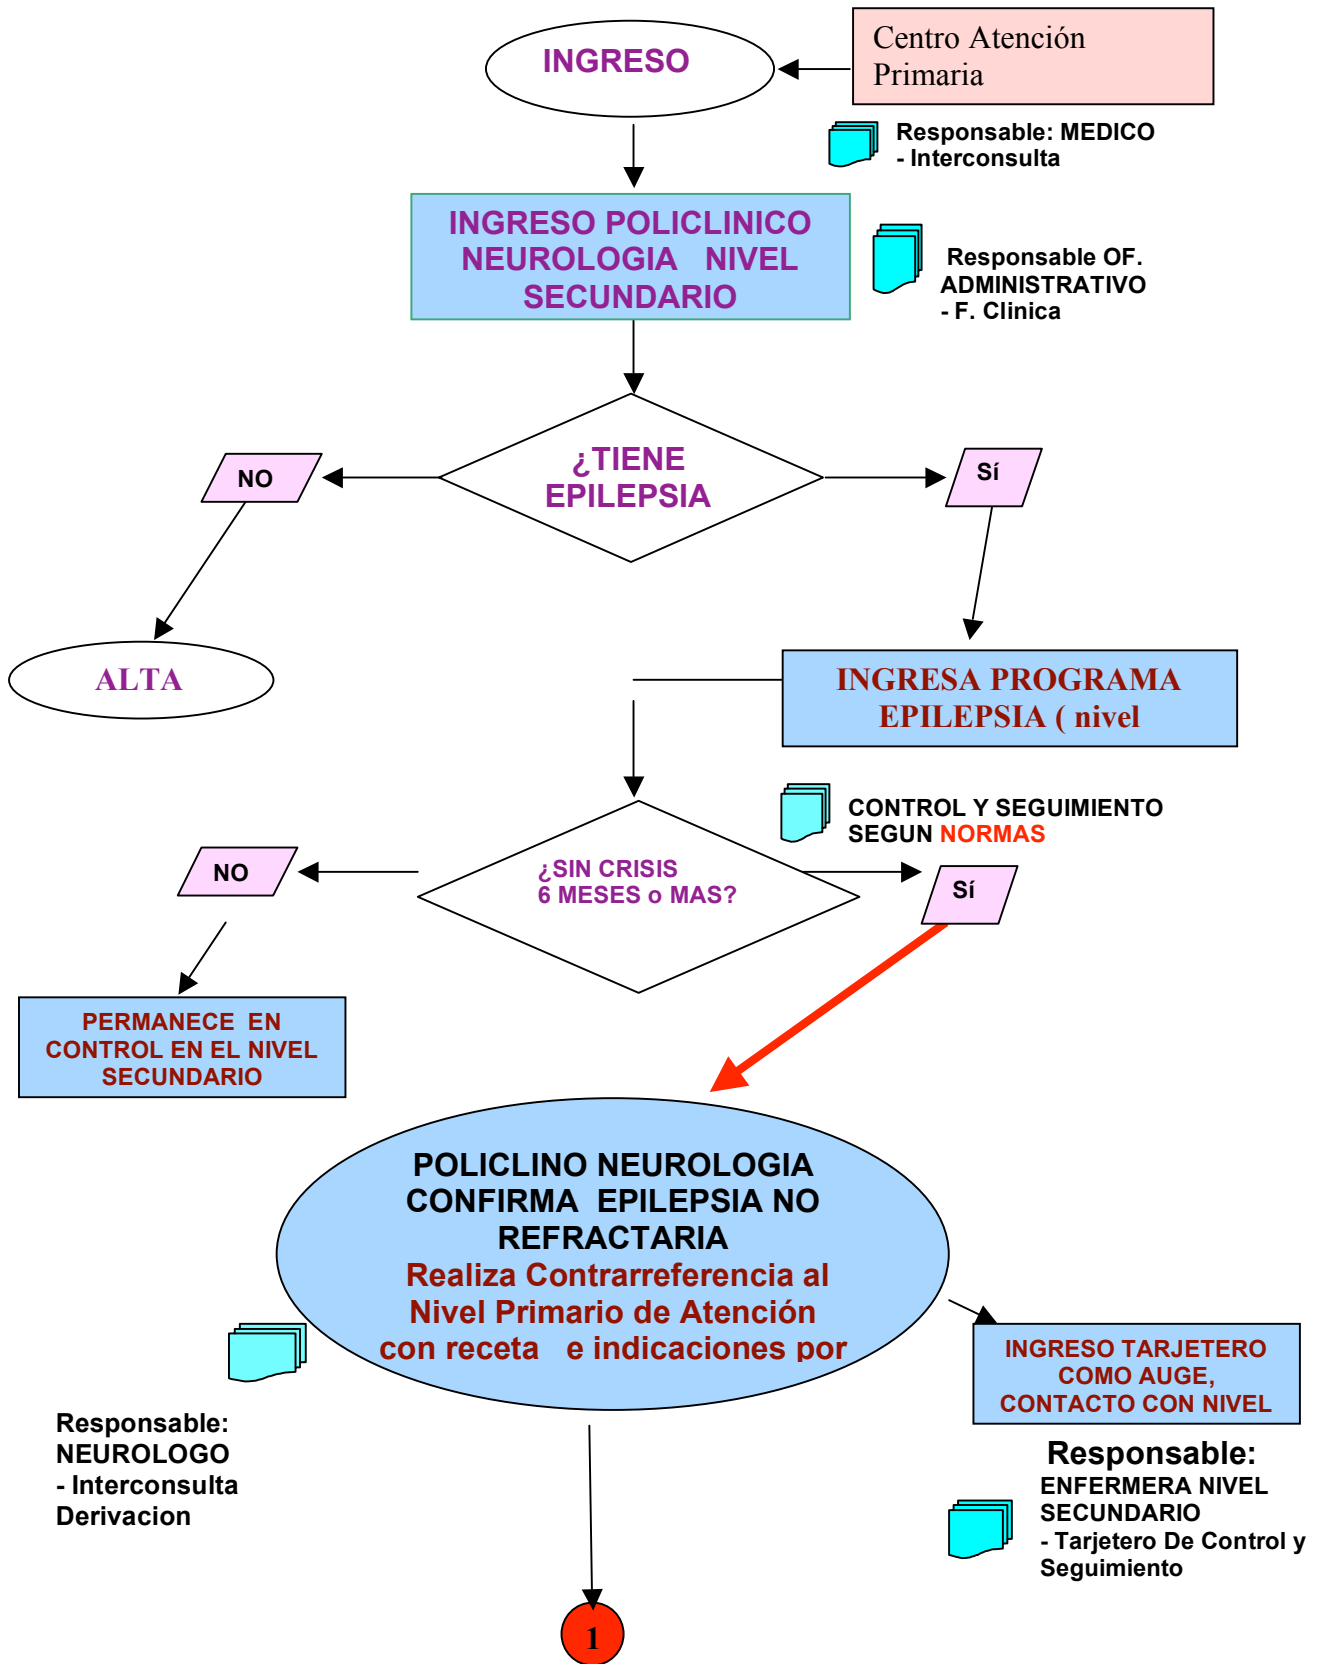 INGRESO
Centro Atención
Primaria
Responsable: MEDICO
- Interconsulta
INGRESO POLICLINICO
NEUROLOGIA NIVEL
SECUNDARIO
Responsable OF.
ADMINISTRATIVO
- F. Clinica
¿TIENE
EPILEPSIA
NO
Sí
ALTA
INGRESA PROGRAMA
EPILEPSIA ( nivel
CONTROL Y SEGUIMIENTO
SEGUN NORMAS
¿SIN CRISIS
6 MESES o MAS?
NO
Sí
PERMANECE EN
CONTROL EN EL NIVEL
SECUNDARIO
POLICLINO NEUROLOGIA
CONFIRMA EPILEPSIA NO
REFRACTARIA
Realiza Contrarreferencia al
Nivel Primario de Atención
con receta e indicaciones por
INGRESO TARJETERO
COMO AUGE,
CONTACTO CON NIVEL
Responsable:
NEUROLOGO
- Interconsulta
Derivacion
Responsable:
ENFERMERA NIVEL
SECUNDARIO
- Tarjetero De Control y
Seguimiento
1